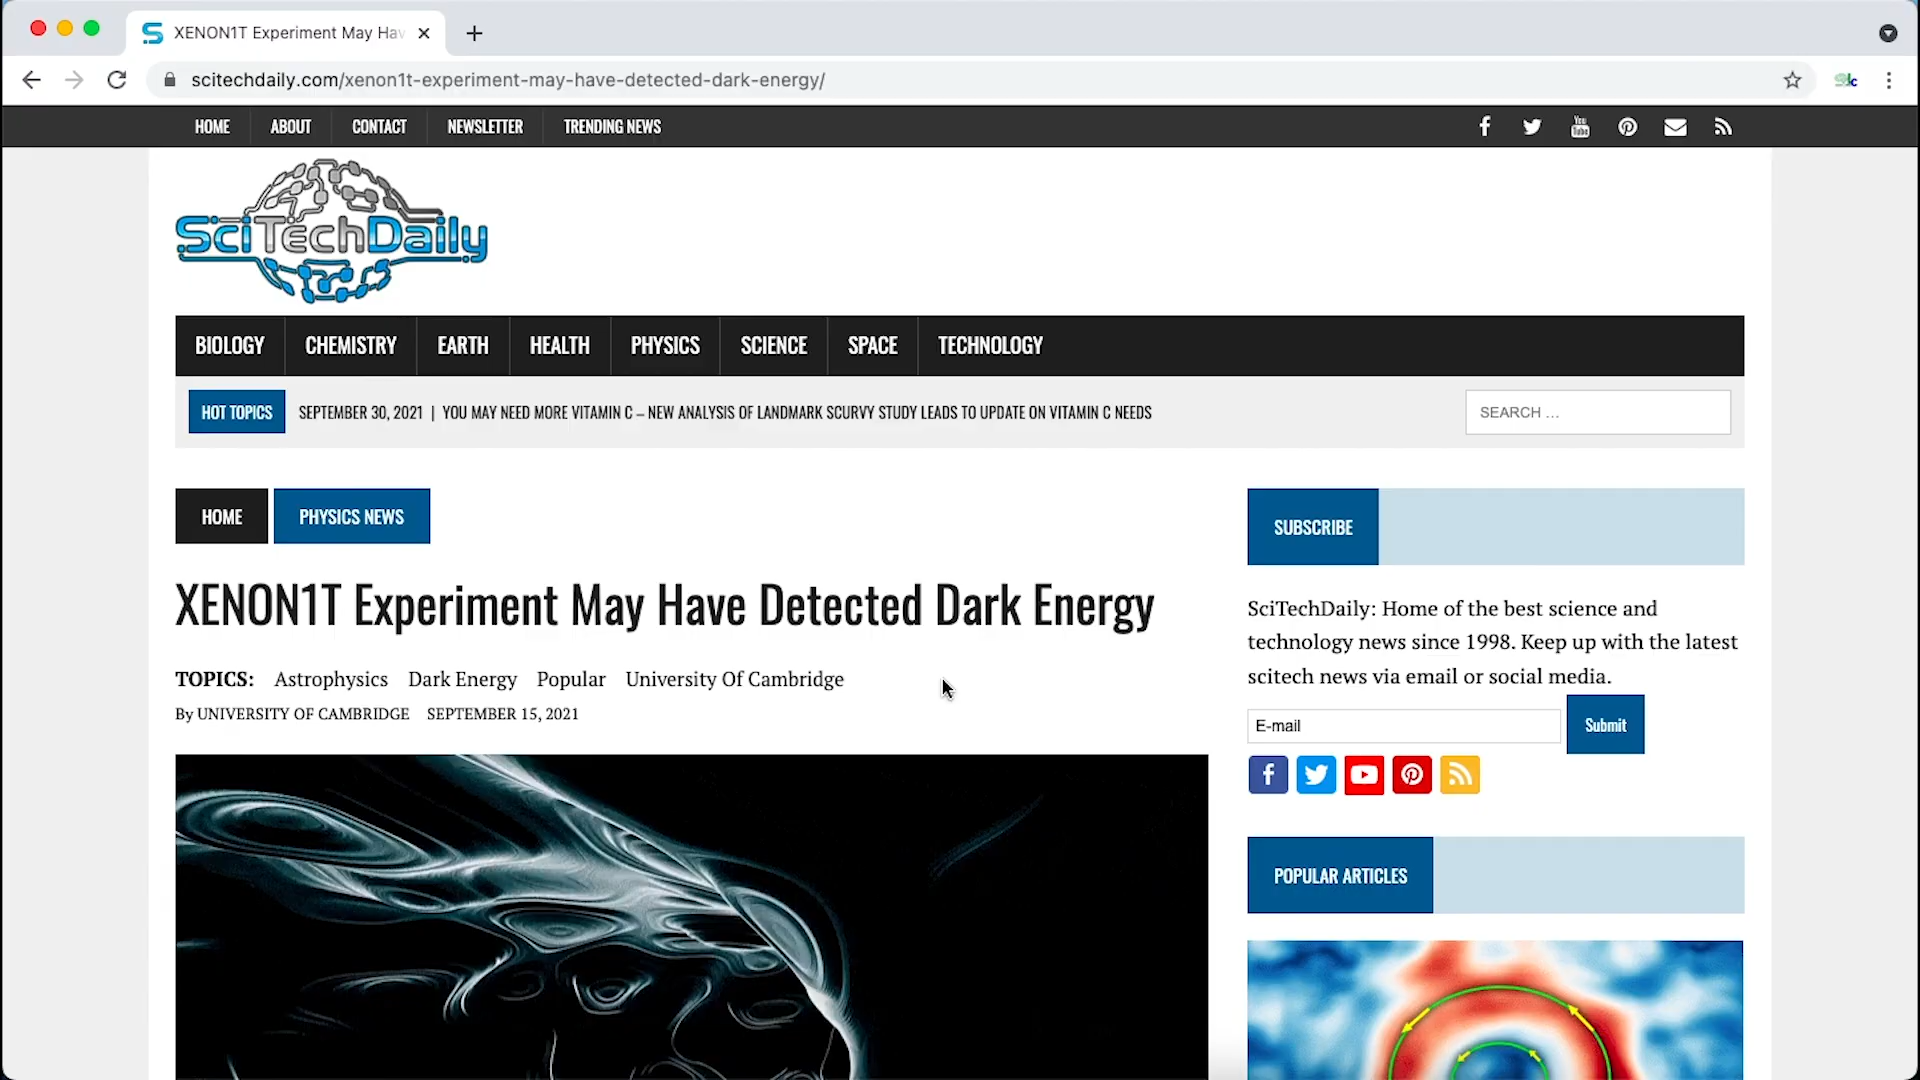 XENON1T Experiment May Hav
scitechdaily.com/xenon1t-experiment-may-have-detected-dark-energy/
HOME ABOUT CONTACT NEWSLETTER TRENDING NEWS
You Tube
SciTechDaily
BIOLOGY CHEMISTRY EARTH HEALTH PHYSICS SCIENCE SPACE TECHNOLOGY
HOT TOPICS SEPTEMBER 30, 2021 | YOU MAY NEED MORE VITAMIN C – NEW ANALYSIS OF LANDMARK SCURVY STUDY LEADS TO UPDATE ON VITAMIN C NEEDS SEARCH ...
HOME PHYSICS NEWS
XENON1T Experiment May Have Detected Dark Energy
TOPICS: Astrophysics Dark Energy Popular University Of Cambridge
By UNIVERSITY OF CAMBRIDGE SEPTEMBER 15, 2021
SUBSCRIBE
SciTechDaily: Home of the best science and
technology news since 1998. Keep up with the latest
scitech news via email or social media.
E-mail Submit
POPULAR ARTICLES